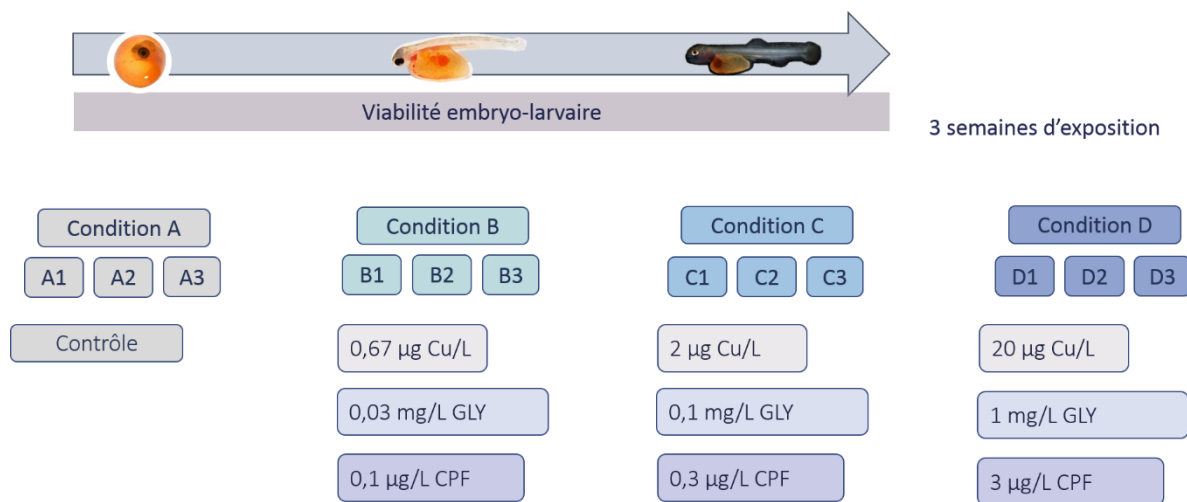 Viabilité embryo-larvaire
3 semaines d’exposition
Condition A
Condition B
Condition C
Condition D
A1 A2 A3
B1 B2 B3
C1 C2 C3
D1 D2 D3
Contrôle
0,67 µg Cu/L
2 µg Cu/L
20 µg Cu/L
0,03 mg/L GLY
0,1 mg/L GLY
1 mg/L GLY
0,1 µg/L CPF
0,3 µg/L CPF
3 µg/L CPF